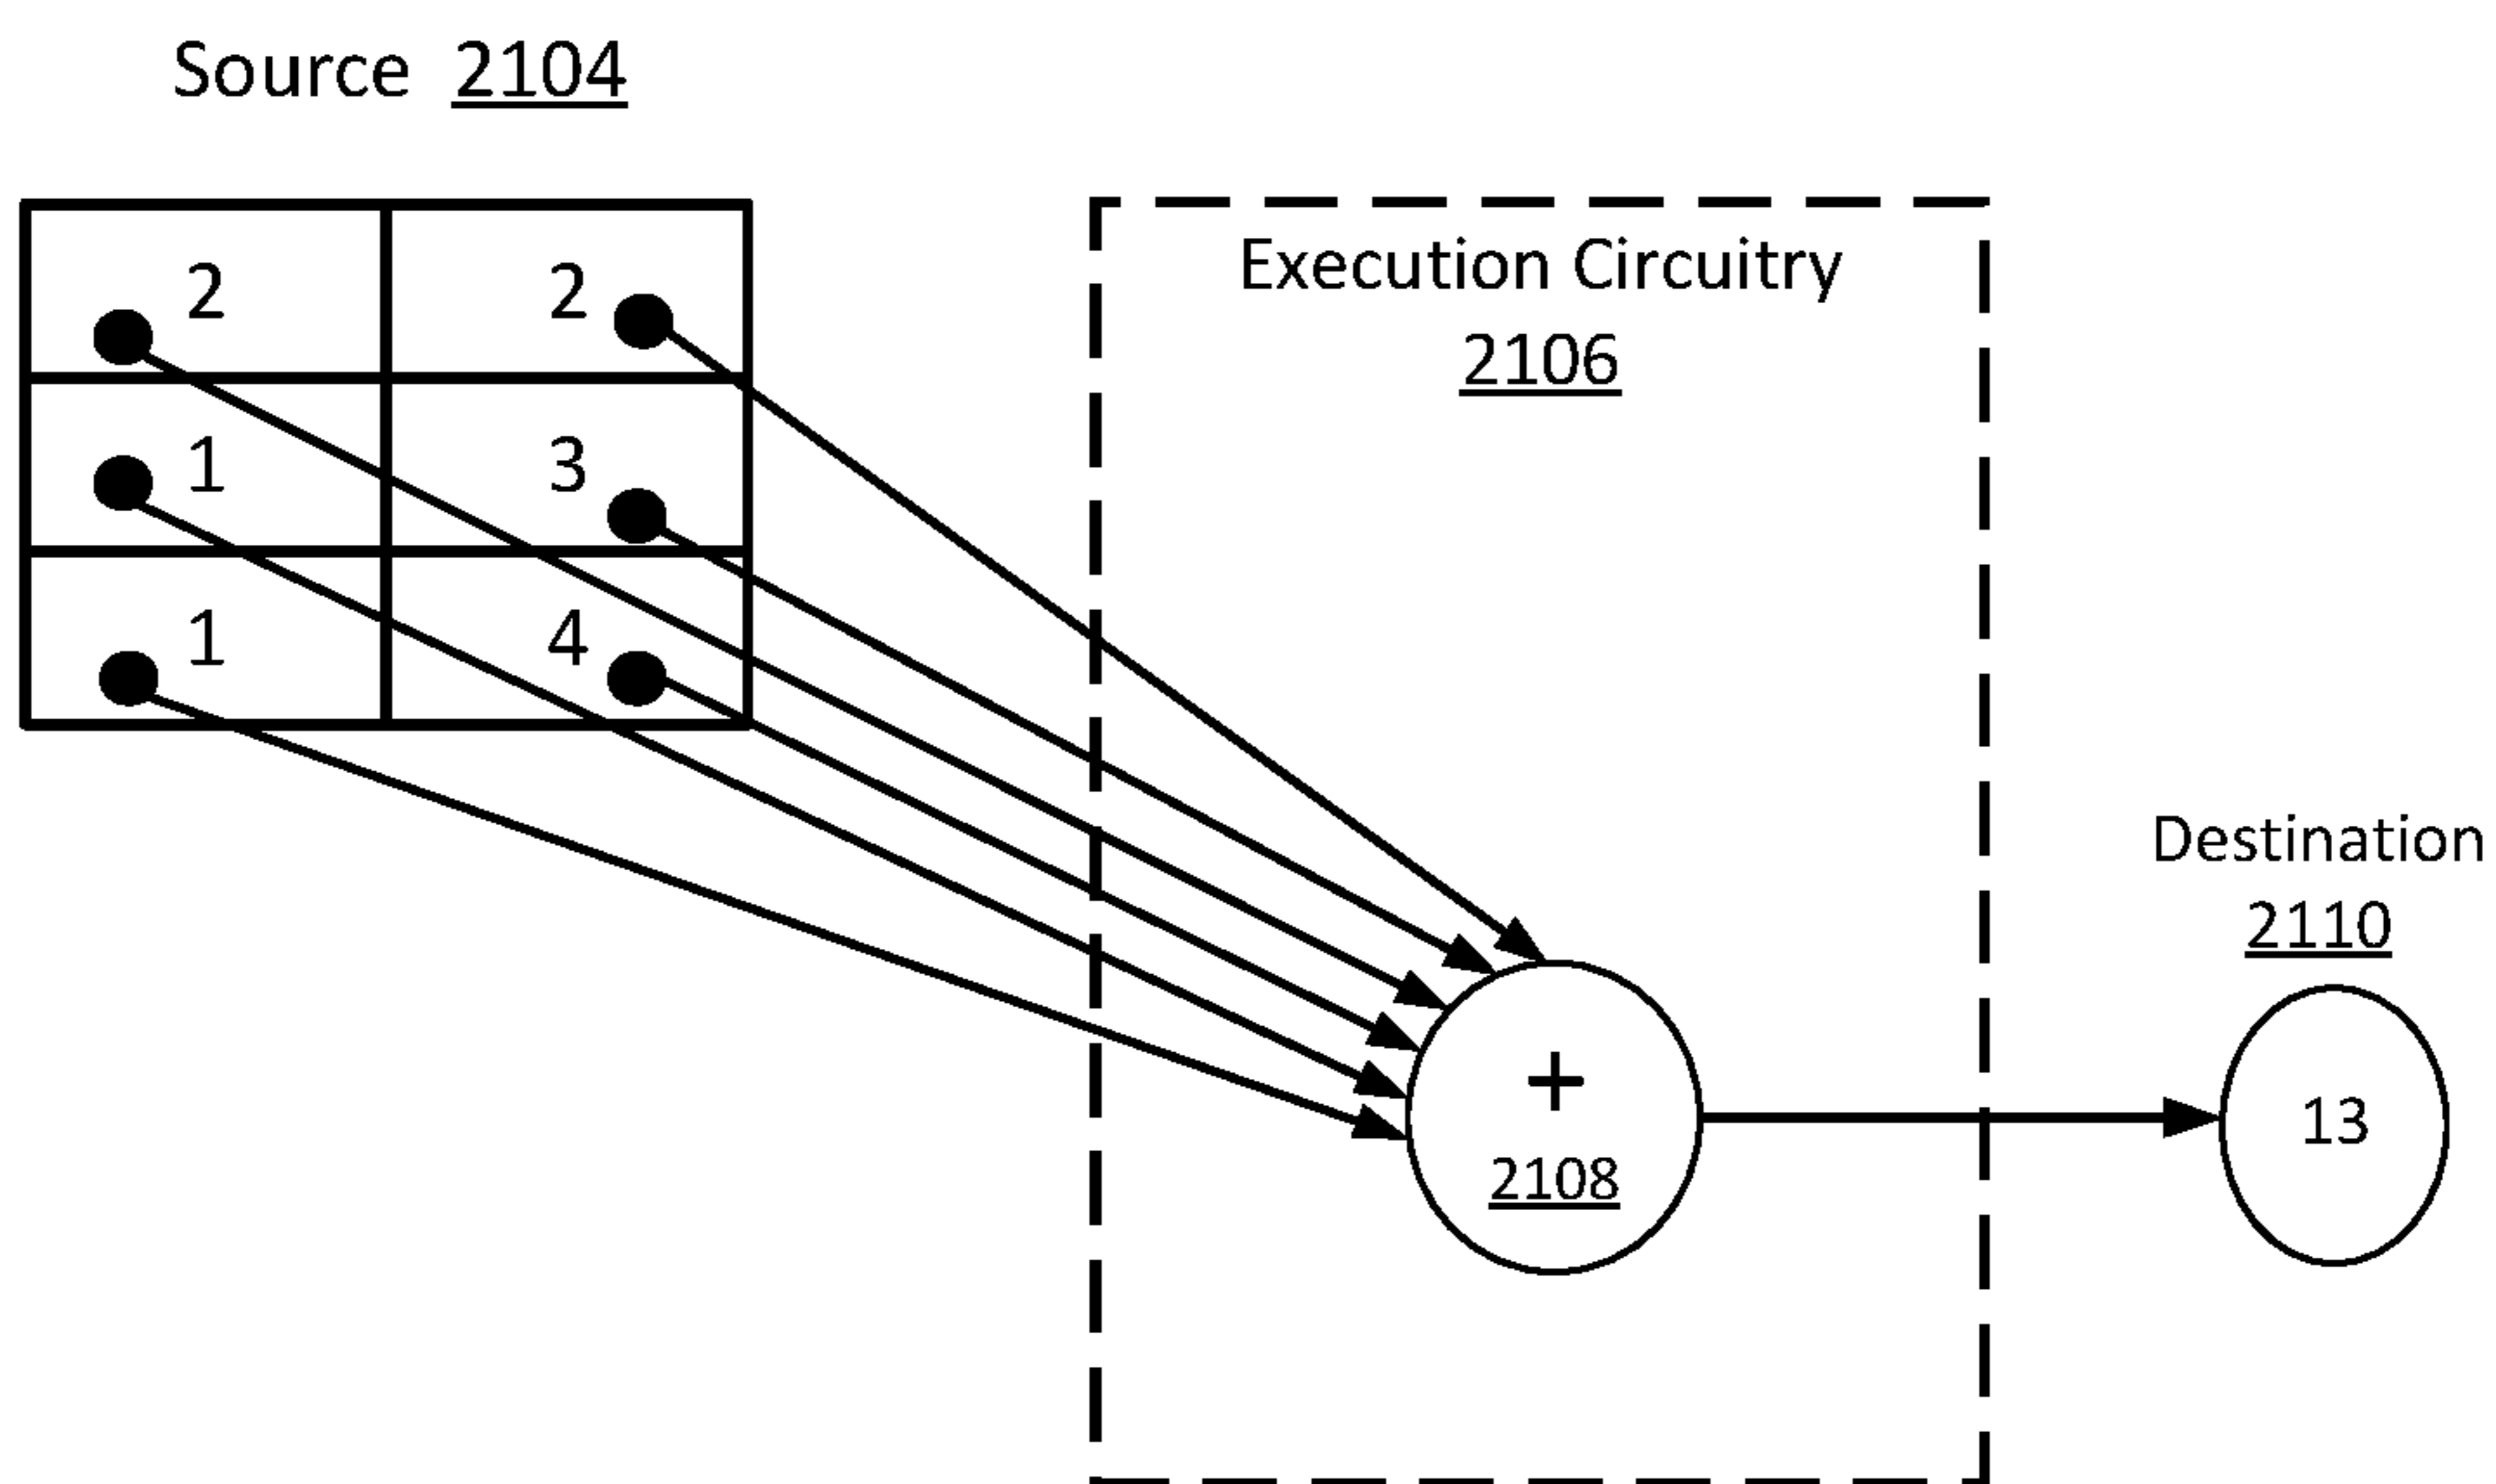 Source 2104
2 2
1 3
1 4
Execution Circuitry
2106
+
2108
Destination
2110
13